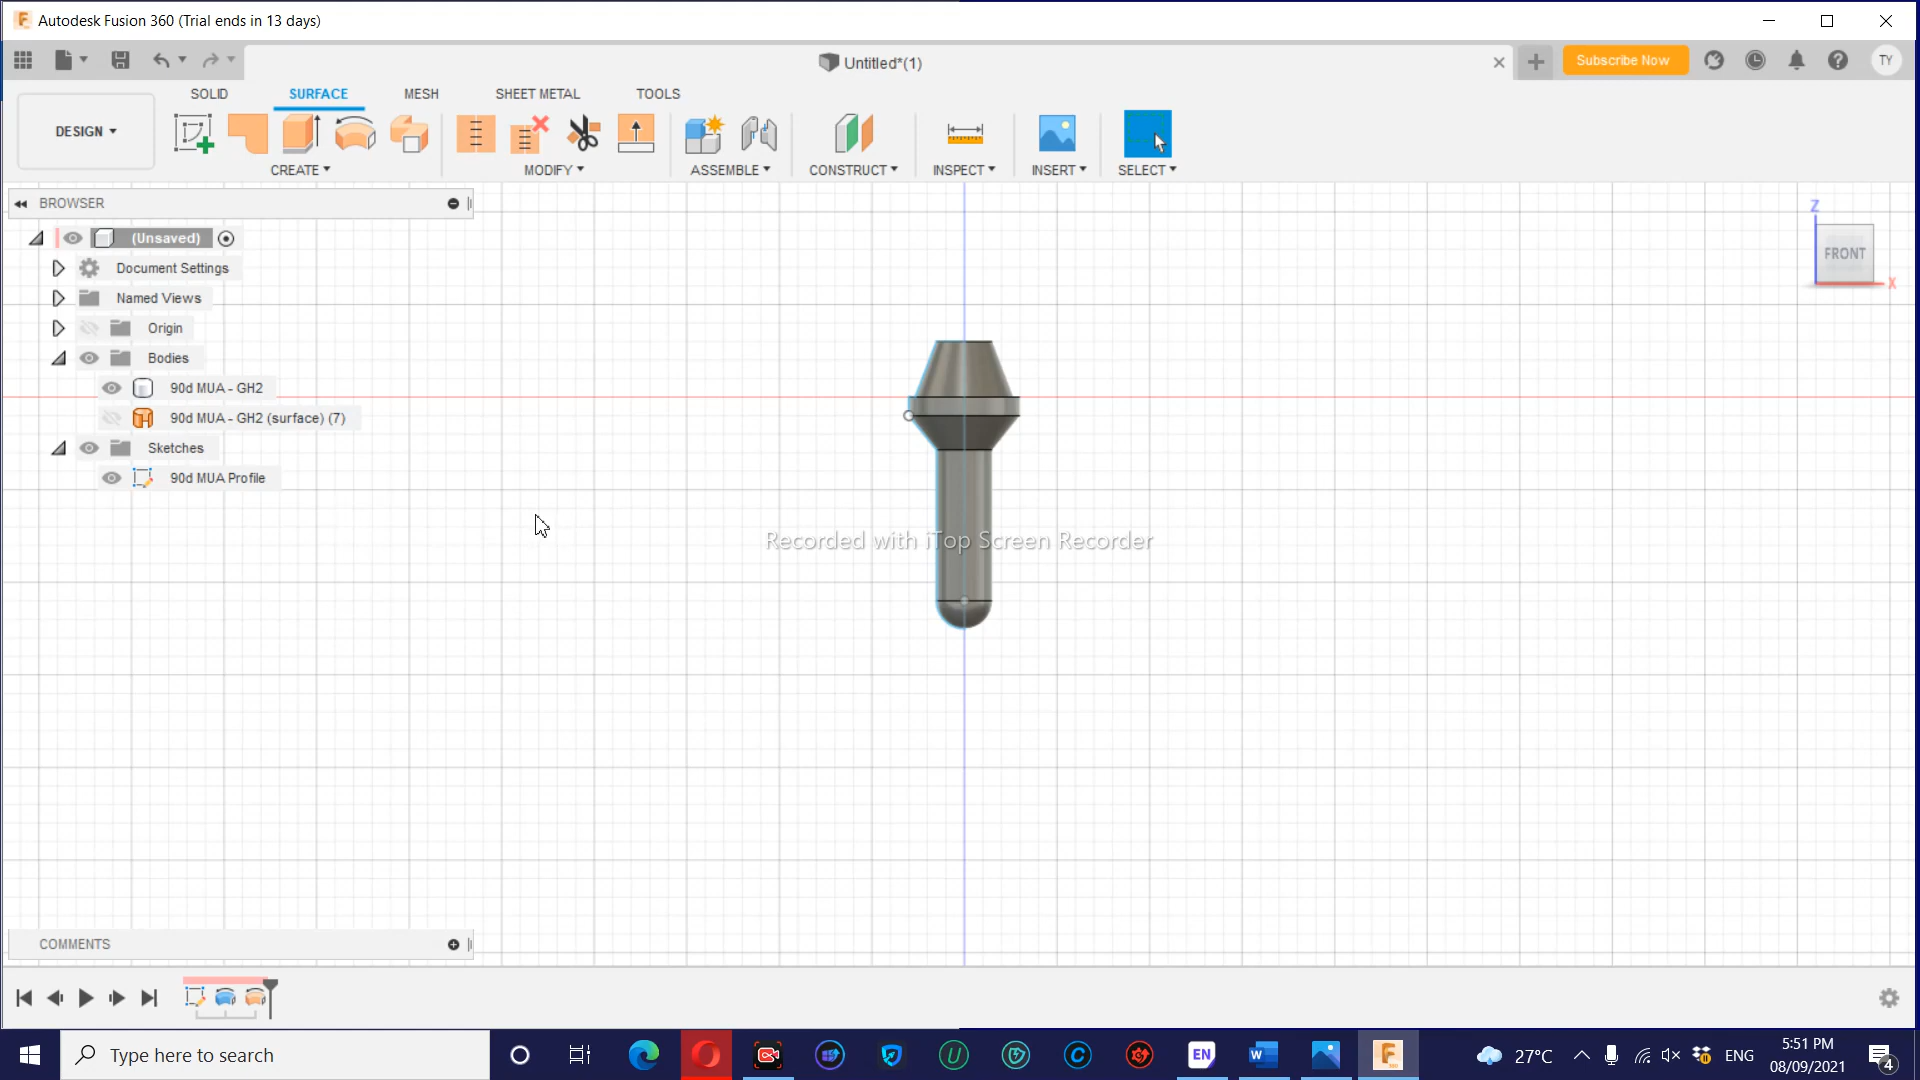 Autodesk Fusion 360 (Trial ends in 13 days)
Untitled*(1)
Subscribe Now
TY
SOLID
SURFACE
MESH
SHEET METAL
TOOLS
DESIGN
CREATE
MODIFY
ASSEMBLE
CONSTRUCT
INSPECT
INSERT
SELECT
BROWSER
(Unsaved)
Document Settings
Named Views
Origin
Bodies
90d MUA - GH2
90d MUA - GH2 (surface) (7)
Sketches
90d MUA Profile
Z
FRONT
X
Recorded with iTop Screen Recorder
COMMENTS
Type here to search
EN
27°C
ENG
5:51 PM
08/09/2021
4